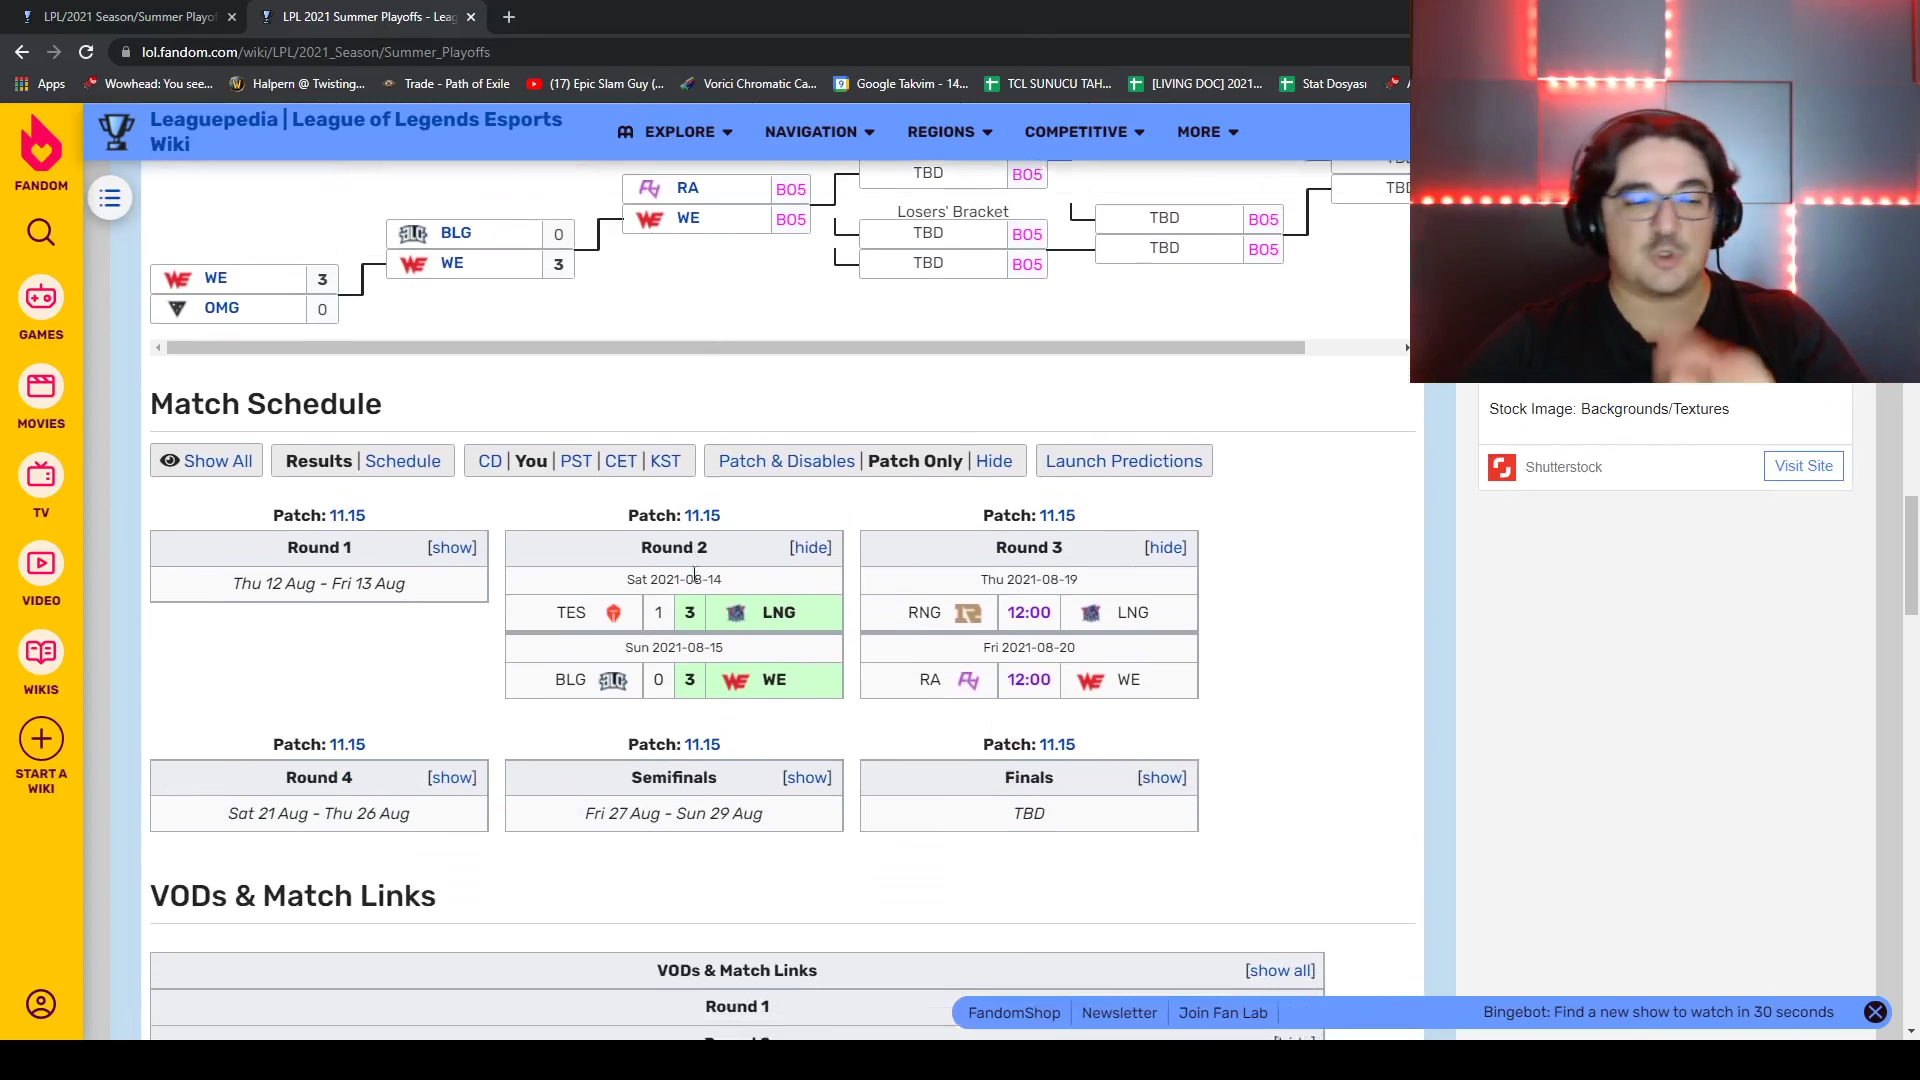 LPL/2021 Season/Summer Playof
LPL 2021 Summer Playoffs - Leag
lol.fandom.com/wiki/LPL/2021_Season/Summer_Playoffs
Apps
Wowhead: You see...
Halpern @ Twisting...
Trade - Path of Exile
(17) Epic Slam Guy (...
Vorici Chromatic Ca...
Google Takvim - 14...
TCL SUNUCU TAH...
[LIVING DOC] 2021...
Stat Dosyası
Leaguepedia | League of Legends Esports
Wiki
EXPLORE
NAVIGATION
REGIONS
COMPETITIVE
MORE
FANDOM
GAMES
MOVIES
TV
VIDEO
WIKIS
START A
WIKI
TBD BO5
RA BO5
WE BO5
TBD
Losers' Bracket
TBD BO5
TBD BO5
TBD BO5
TBD BO5
BLG 0
WE 3
WE 3
OMG 0
Match Schedule
Show All
Results | Schedule
CD | You | PST | CET | KST
Patch & Disables | Patch Only | Hide
Launch Predictions
Patch: 11.15
Round 1 [show]
Thu 12 Aug - Fri 13 Aug
Patch: 11.15
Round 2 [hide]
Sat 2021-08-14
TES 1 3 LNG
Sun 2021-08-15
BLG 0 3 WE
Patch: 11.15
Round 3 [hide]
Thu 2021-08-19
RNG 12:00 LNG
Fri 2021-08-20
RA 12:00 WE
Patch: 11.15
Round 4 [show]
Sat 21 Aug - Thu 26 Aug
Patch: 11.15
Semifinals [show]
Fri 27 Aug - Sun 29 Aug
Patch: 11.15
Finals [show]
TBD
VODs & Match Links
VODs & Match Links [show all]
Round 1
Stock Image: Backgrounds/Textures
Shutterstock
Visit Site
FandomShop
Newsletter
Join Fan Lab
Bingebot: Find a new show to watch in 30 seconds